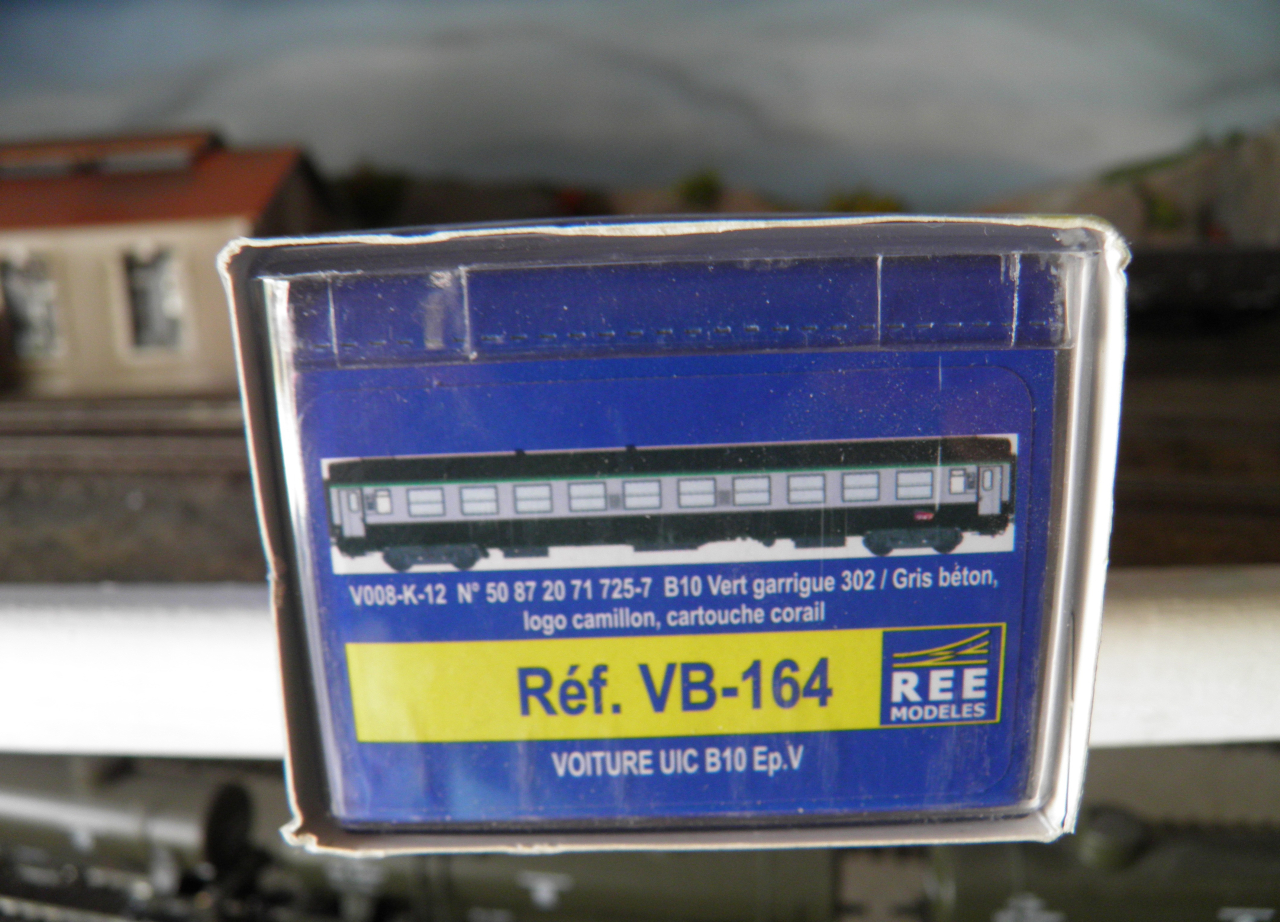 V008-K-12 N° 50 87 20 71 725-7 B10 Vert garrigue 302 / Gris béton,
logo camillon, cartouche corail
Réf. VB-164
REE
MODELES
VOITURE UIC B10 Ep.V